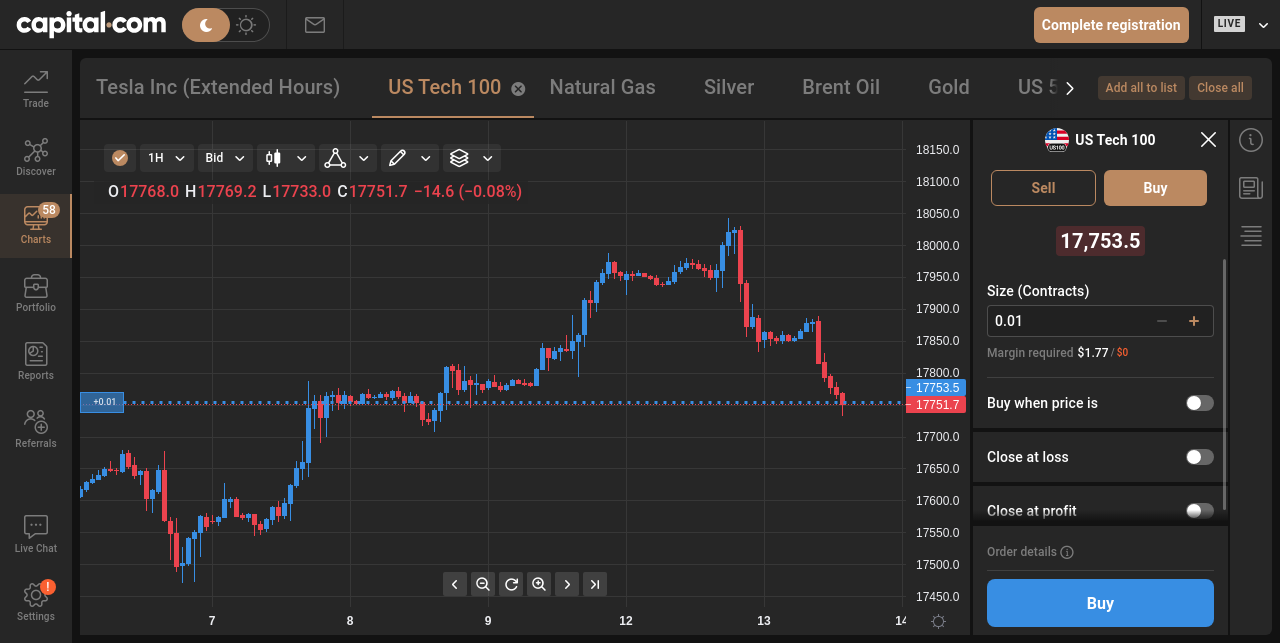 capital.com
Complete registration
LIVE
Trade
Discover
58
Charts
Portfolio
Reports
Referrals
Live Chat
!
Settings
Tesla Inc (Extended Hours)
US Tech 100
Natural Gas
Silver
Brent Oil
Gold
US 5
Add all to list
Close all
1H
Bid
O17768.0 H17769.2 L17733.0 C17751.7 −14.6 (−0.08%)
+0.01
18150.0
18100.0
18050.0
18000.0
17950.0
17900.0
17850.0
17800.0
17753.5
17751.7
17700.0
17650.0
17600.0
17550.0
17500.0
17450.0
7 8 9 12 13 14
US100
US Tech 100
Sell
Buy
17,753.5
Size (Contracts)
0.01
Margin required $1.77 / $0
Buy when price is
Close at loss
Close at profit
Order details
Buy